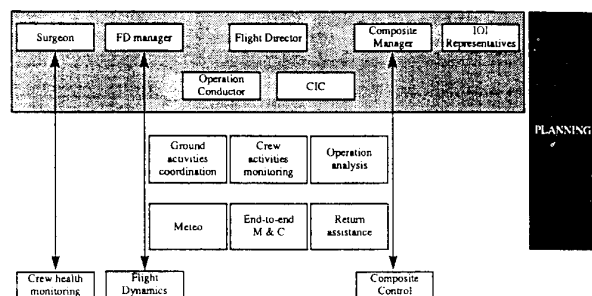 Surgeon
FD manager
Flight Director
Composite
Manager
IOI
Representatives
Operation
Conductor
CIC
PLANNING
Ground
activities
coordination
Crew
activities
monitoring
Operation
analysis
Meteo
End-to-end
M & C
Return
assistance
Crew health
monitoring
Flight
Dynamics
Composite
Control